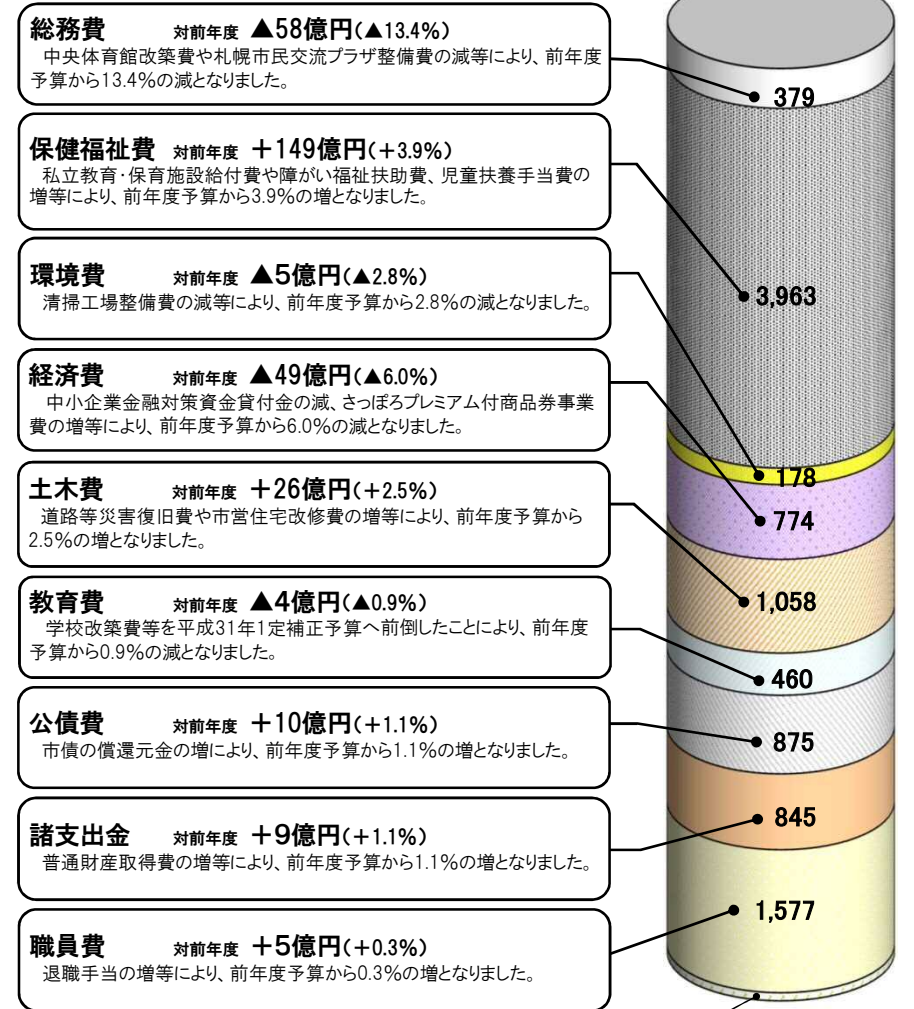 総務費 対前年度 ▲58億円(▲13.4%)
中央体育館改築費や札幌市民交流プラザ整備費の減等により、前年度
予算から13.4%の減となりました。
379
保健福祉費 対前年度 +149億円(+3.9%)
私立教育・保育施設給付費や障がい福祉扶助費、児童扶養手当費の
増等により、前年度予算から3.9%の増となりました。
3,963
環境費 対前年度 ▲5億円(▲2.8%)
清掃工場整備費の減等により、前年度予算から2.8%の減となりました。
178
経済費 対前年度 ▲49億円(▲6.0%)
中小企業金融対策資金貸付金の減、さっぽろプレミアム付商品券事業
費の増等により、前年度予算から6.0%の減となりました。
774
土木費 対前年度 +26億円(+2.5%)
道路等災害復旧費や市営住宅改修費の増等により、前年度予算から
2.5%の増となりました。
1,058
教育費 対前年度 ▲4億円(▲0.9%)
学校改築費等を平成31年1定補正予算へ前倒したことにより、前年度
予算から0.9%の減となりました。
460
公債費 対前年度 +10億円(+1.1%)
市債の償還元金の増により、前年度予算から1.1%の増となりました。
875
諸支出金 対前年度 +9億円(+1.1%)
普通財産取得費の増等により、前年度予算から1.1%の増となりました。
845
職員費 対前年度 +5億円(+0.3%)
退職手当の増等により、前年度予算から0.3%の増となりました。
1,577